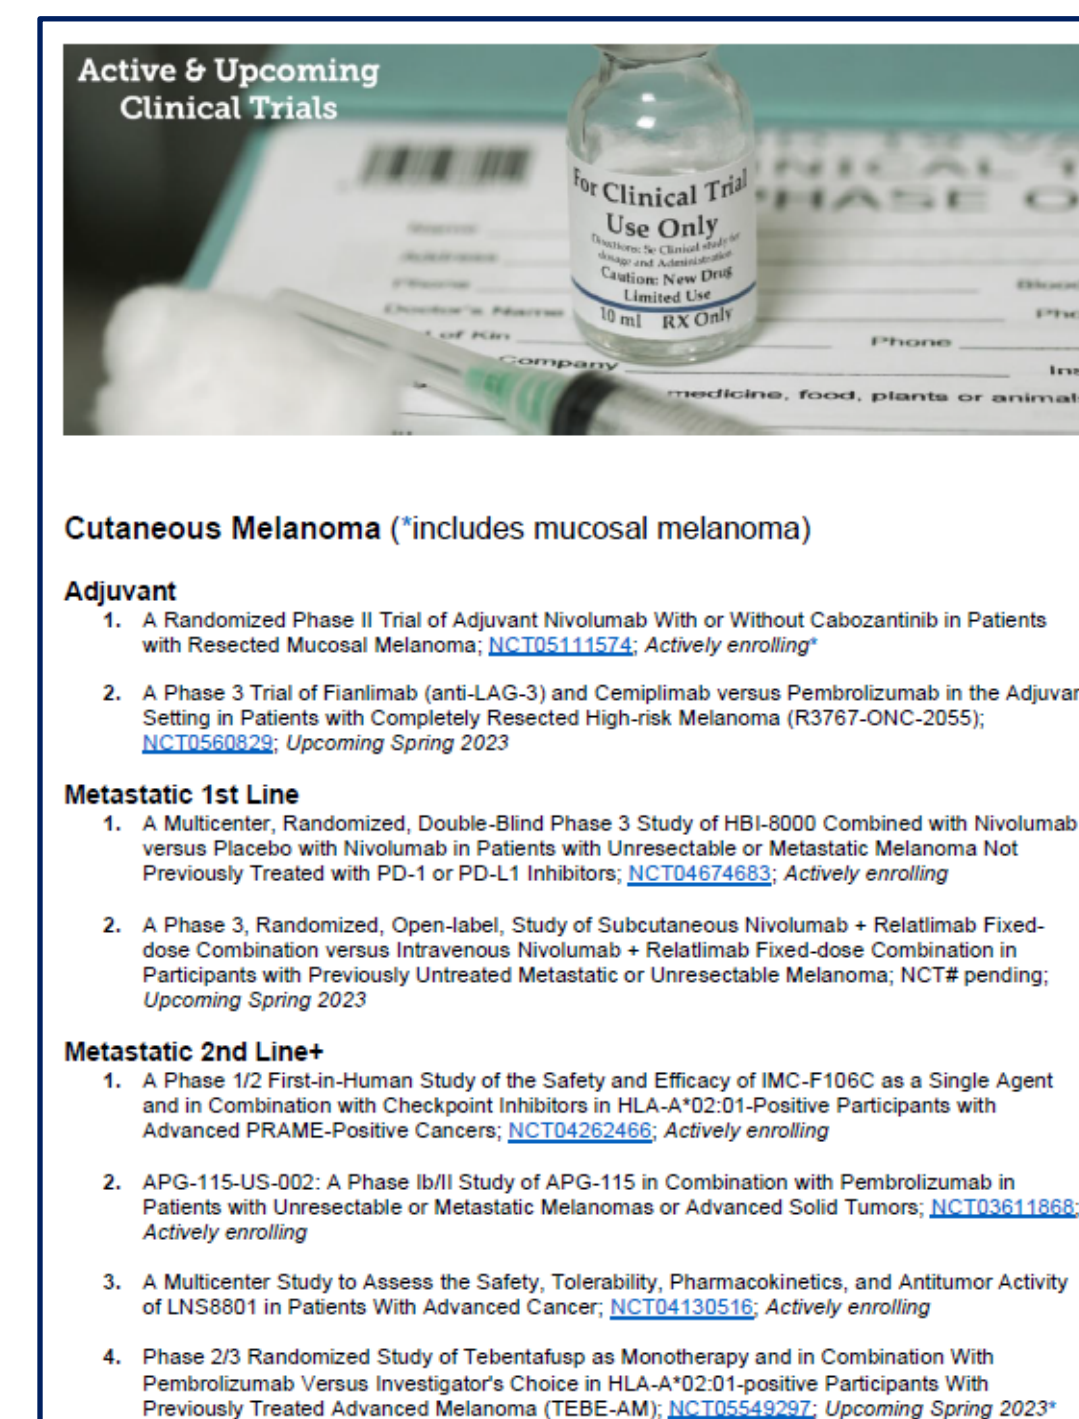 Active & Upcoming
Clinical Trials
For Clinical Trial
Use Only
Caution: New Drug
Limited Use
10 ml RX Only
Doctor's Name
of Kin
Phone
Company
medicine, food, plants or animal
Cutaneous Melanoma (*includes mucosal melanoma)
Adjuvant
1. A Randomized Phase II Trial of Adjuvant Nivolumab With or Without Cabozantinib in Patients
with Resected Mucosal Melanoma; NCT05111574; Actively enrolling*
2. A Phase 3 Trial of Fianlimab (anti-LAG-3) and Cemiplimab versus Pembrolizumab in the Adjuvan
Setting in Patients with Completely Resected High-risk Melanoma (R3767-ONC-2055);
NCT0560829; Upcoming Spring 2023
Metastatic 1st Line
1. A Multicenter, Randomized, Double-Blind Phase 3 Study of HBI-8000 Combined with Nivolumab
versus Placebo with Nivolumab in Patients with Unresectable or Metastatic Melanoma Not
Previously Treated with PD-1 or PD-L1 Inhibitors; NCT04674683; Actively enrolling
2. A Phase 3, Randomized, Open-label, Study of Subcutaneous Nivolumab + Relatlimab Fixed-
dose Combination versus Intravenous Nivolumab + Relatlimab Fixed-dose Combination in
Participants with Previously Untreated Metastatic or Unresectable Melanoma; NCT# pending;
Upcoming Spring 2023
Metastatic 2nd Line+
1. A Phase 1/2 First-in-Human Study of the Safety and Efficacy of IMC-F106C as a Single Agent
and in Combination with Checkpoint Inhibitors in HLA-A*02:01-Positive Participants with
Advanced PRAME-Positive Cancers; NCT04262466; Actively enrolling
2. APG-115-US-002: A Phase Ib/II Study of APG-115 in Combination with Pembrolizumab in
Patients with Unresectable or Metastatic Melanomas or Advanced Solid Tumors; NCT03611868;
Actively enrolling
3. A Multicenter Study to Assess the Safety, Tolerability, Pharmacokinetics, and Antitumor Activity
of LNS8801 in Patients With Advanced Cancer; NCT04130516; Actively enrolling
4. Phase 2/3 Randomized Study of Tebentafusp as Monotherapy and in Combination With
Pembrolizumab Versus Investigator's Choice in HLA-A*02:01-positive Participants With
Previously Treated Advanced Melanoma (TEBE-AM); NCT05549297; Upcoming Spring 2023*